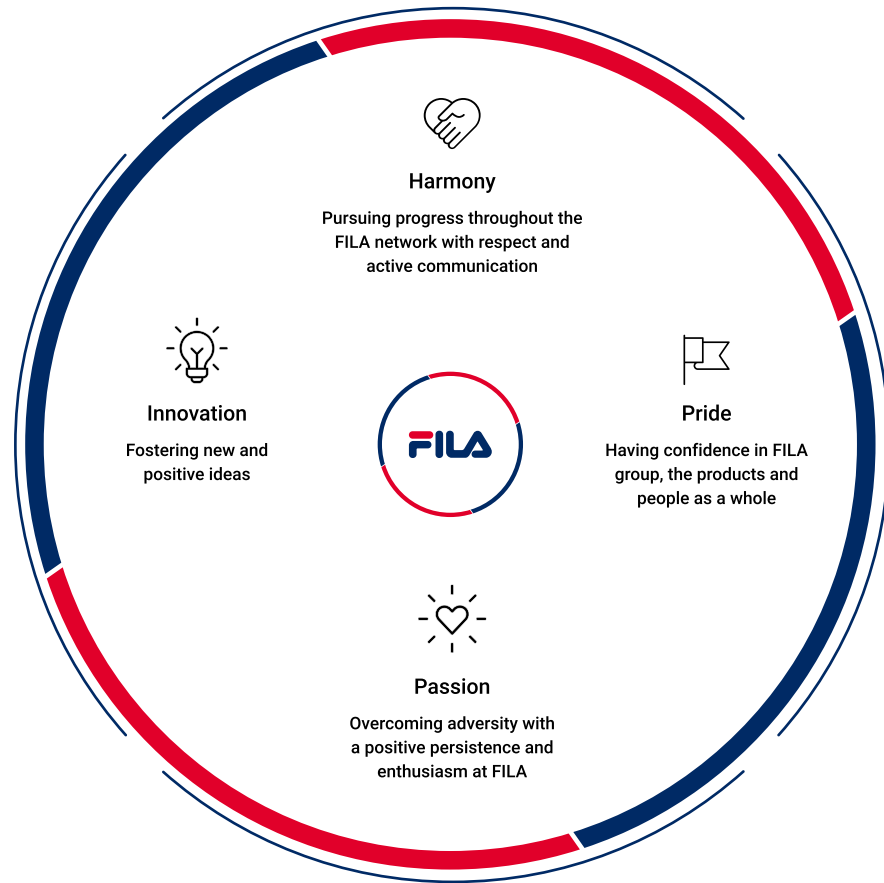 Harmony
Pursuing progress throughout the
FILA network with respect and
active communication
Innovation
Fostering new and
positive ideas
FILA
Pride
Having confidence in FILA
group, the products and
people as a whole
Passion
Overcoming adversity with
a positive persistence and
enthusiasm at FILA